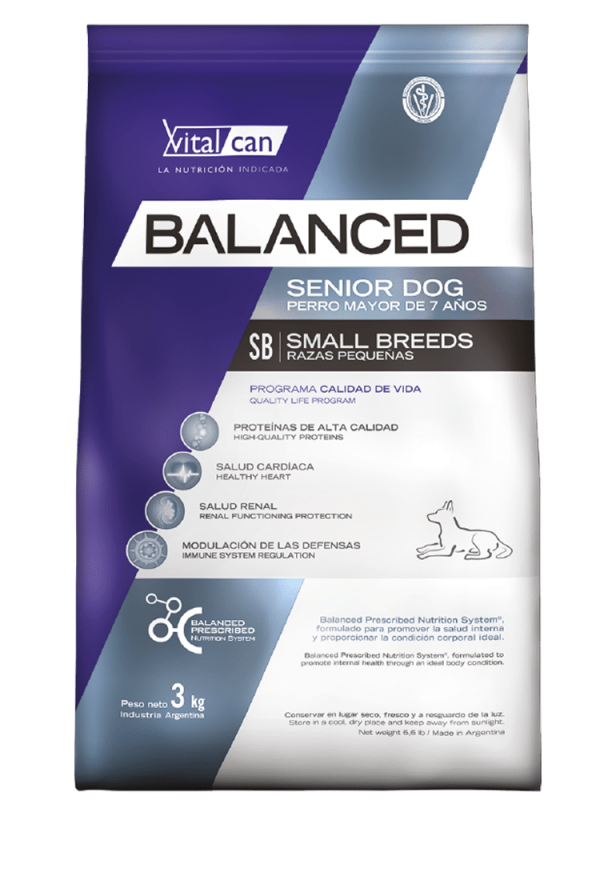 Vital can
LA NUTRICIÓN INDICADA
BALANCED
SENIOR DOG
PERRO MAYOR DE 7 AÑOS
SB SMALL BREEDS
RAZAS PEQUEÑAS
PROGRAMA CALIDAD DE VIDA
QUALITY LIFE PROGRAM
PROTEÍNAS DE ALTA CALIDAD
HIGH-QUALITY PROTEINS
SALUD CARDÍACA
HEALTHY HEART
SALUD RENAL
RENAL FUNCTIONING PROTECTION
MODULACIÓN DE LAS DEFENSAS
IMMUNE SYSTEM REGULATION
BALANCED
PRESCRIBED
NUTRITION SYSTEM
Balanced Prescribed Nutrition System®,
formulado para promover la salud interna
y proporcionar la condición corporal ideal.
Balanced Prescribed Nutrition System®, formulated to
promote internal health through an ideal body condition.
Peso neto 3 kg
Industria Argentina
Conservar en lugar seco, fresco y a resguardo de la luz.
Store in a cool, dry place and keep away from sunlight.
Net weight 6,6 lb / Made in Argentina